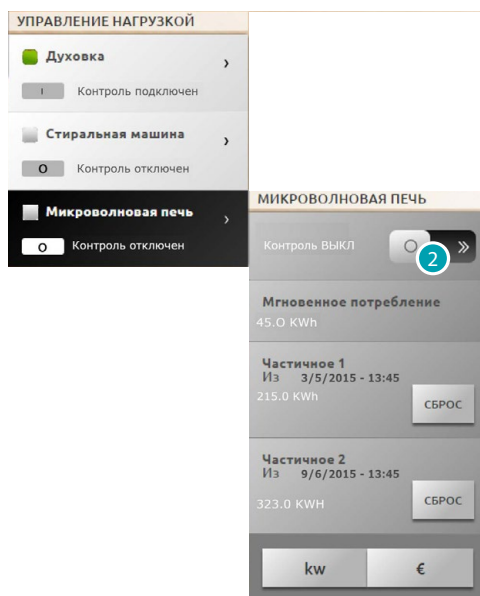 УПРАВЛЕНИЕ НАГРУЗКОЙ
Духовка
I Контроль подключен
Стиральная машина
O Контроль отключен
Микроволновая печь
O Контроль отключен
МИКРОВОЛНОВАЯ ПЕЧЬ
Контроль ВЫКЛ
2
Мгновенное потребление
45.0 KWh
Частичное 1
Из 3/5/2015 - 13:45
215.0 KWh
СБРОС
Частичное 2
Из 9/6/2015 - 13:45
323.0 KWH
СБРОС
kw €